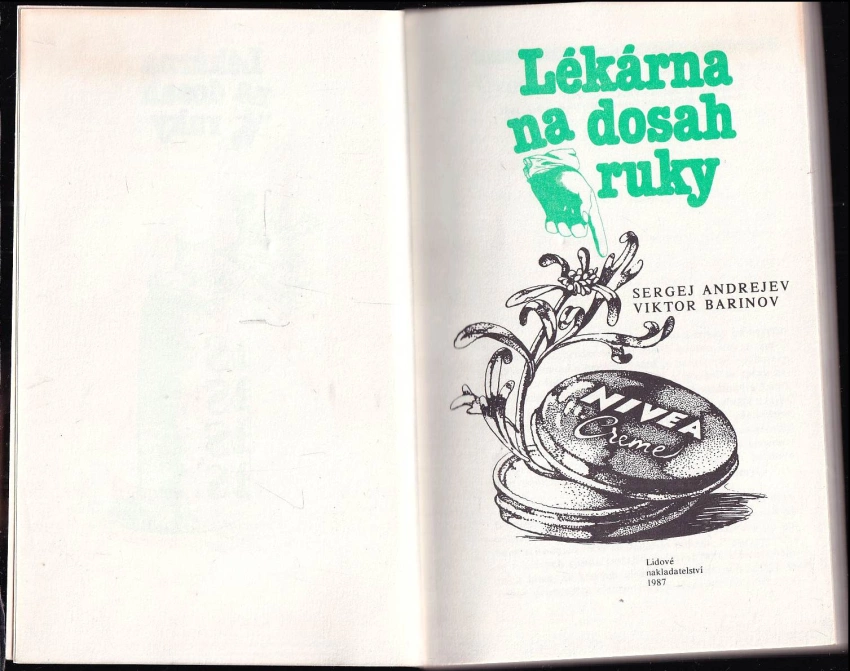 Lékárna
na dosah
ruky
SERGEJ ANDREJEV
VIKTOR BARINOV
NIVEA
Creme
Lidové
nakladatelství
1987